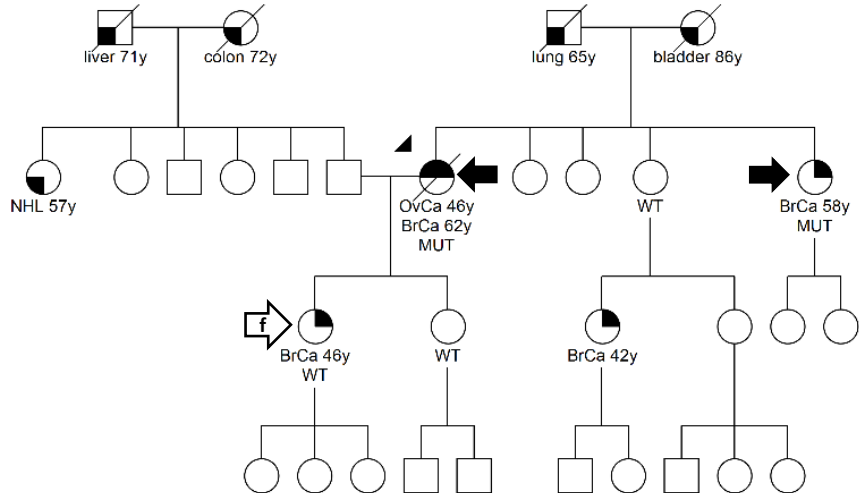 liver 71y
colon 72y
lung 65y
bladder 86y
NHL 57y
OvCa 46y
BrCa 62y
MUT
WT
BrCa 58y
MUT
f
BrCa 46y
WT
WT
BrCa 42y